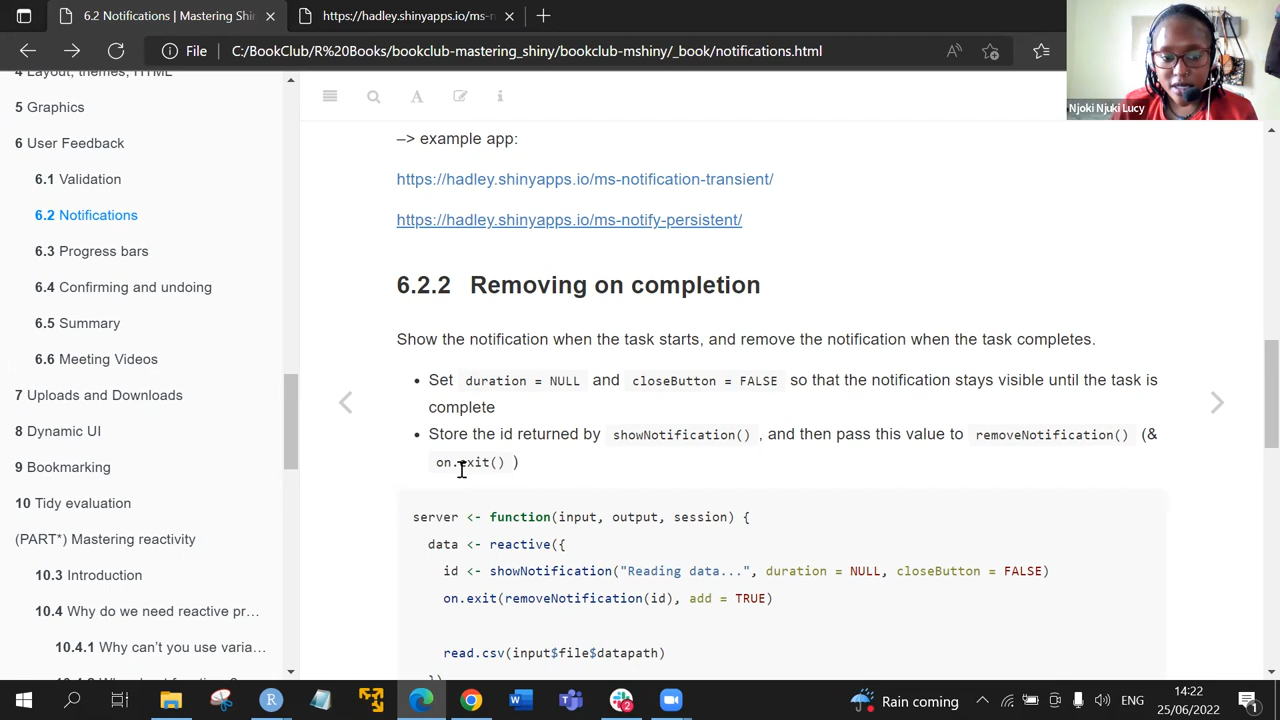 6.2 Notifications | Mastering Shi
https://hadley.shinyapps.io/ms-n
File
C:/BookClub/R%20Books/bookclub-mastering_shiny/bookclub-mshiny/_book/notifications.html
Njoki Njuki Lucy
4 Layout, themes, HTML
5 Graphics
6 User Feedback
6.1 Validation
6.2 Notifications
6.3 Progress bars
6.4 Confirming and undoing
6.5 Summary
6.6 Meeting Videos
7 Uploads and Downloads
8 Dynamic UI
9 Bookmarking
10 Tidy evaluation
(PART*) Mastering reactivity
10.3 Introduction
10.4 Why do we need reactive pr…
10.4.1 Why can’t you use varia…
–> example app:
https://hadley.shinyapps.io/ms-notification-transient/
https://hadley.shinyapps.io/ms-notify-persistent/
6.2.2 Removing on completion
Show the notification when the task starts, and remove the notification when the task completes.
• Set duration = NULL and closeButton = FALSE so that the notification stays visible until the task is
complete
• Store the id returned by showNotification() , and then pass this value to removeNotification() (&
on.exit() )
server <- function(input, output, session) {
data <- reactive({
id <- showNotification("Reading data...", duration = NULL, closeButton = FALSE)
on.exit(removeNotification(id), add = TRUE)
read.csv(input$file$datapath)
})
Rain coming
ENG
14:22
25/06/2022